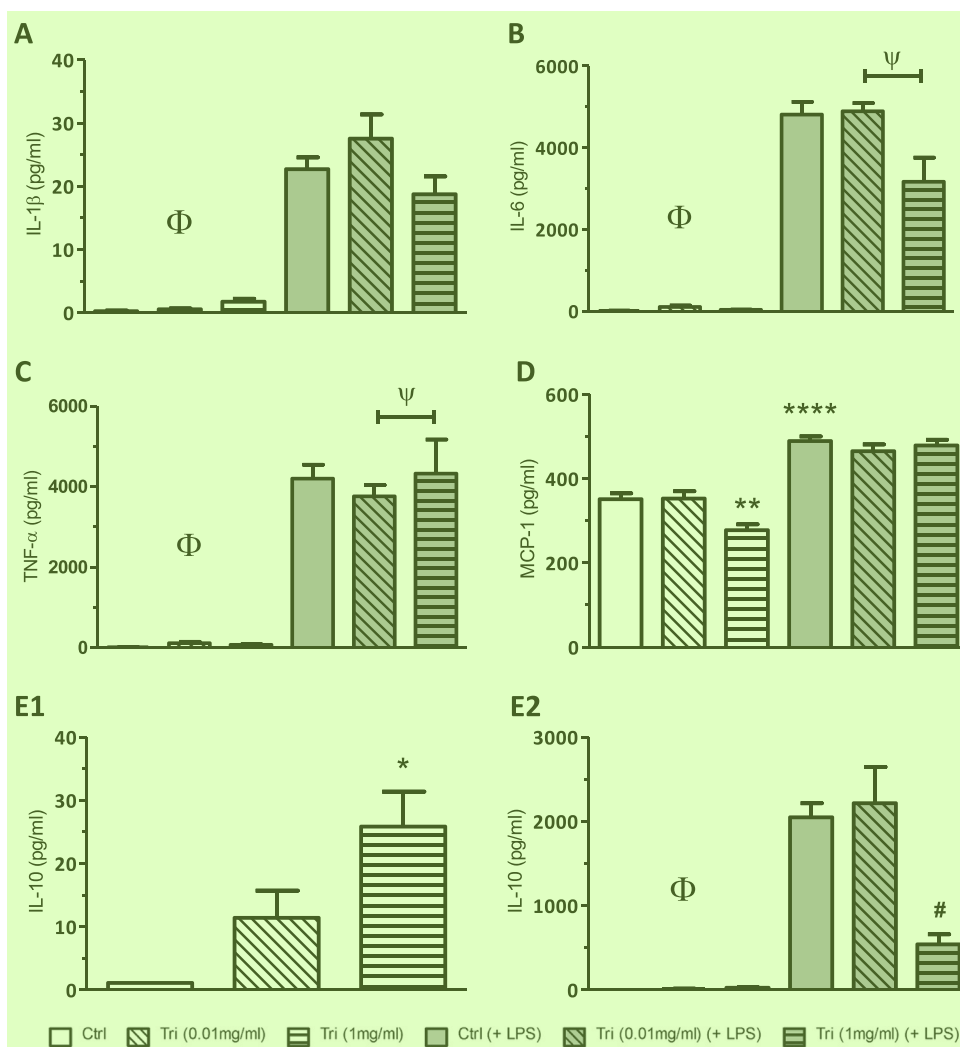 A
IL-1β (pg/ml)
40
30
20
10
0
Φ
B
IL-6 (pg/ml)
6000
4000
2000
0
Φ
ψ
C
TNF-α (pg/ml)
6000
4000
2000
0
Φ
ψ
D
MCP-1 (pg/ml)
600
400
200
0
**
****
E1
IL-10 (pg/ml)
40
30
20
10
0
*
E2
IL-10 (pg/ml)
3000
2000
1000
0
Φ
#
Ctrl Tri (0.01mg/ml) Tri (1mg/ml) Ctrl (+ LPS) Tri (0.01mg/ml) (+ LPS) Tri (1mg/ml) (+ LPS)